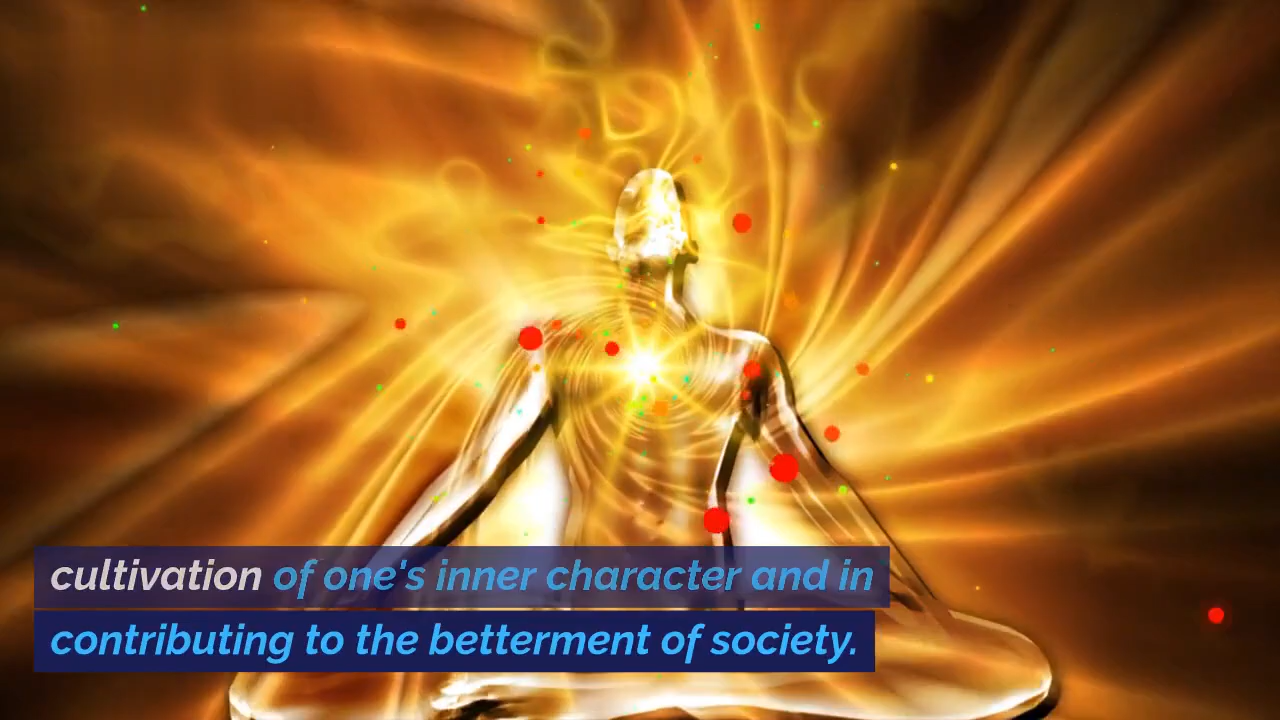 cultivation of one's inner character and in
contributing to the betterment of society.